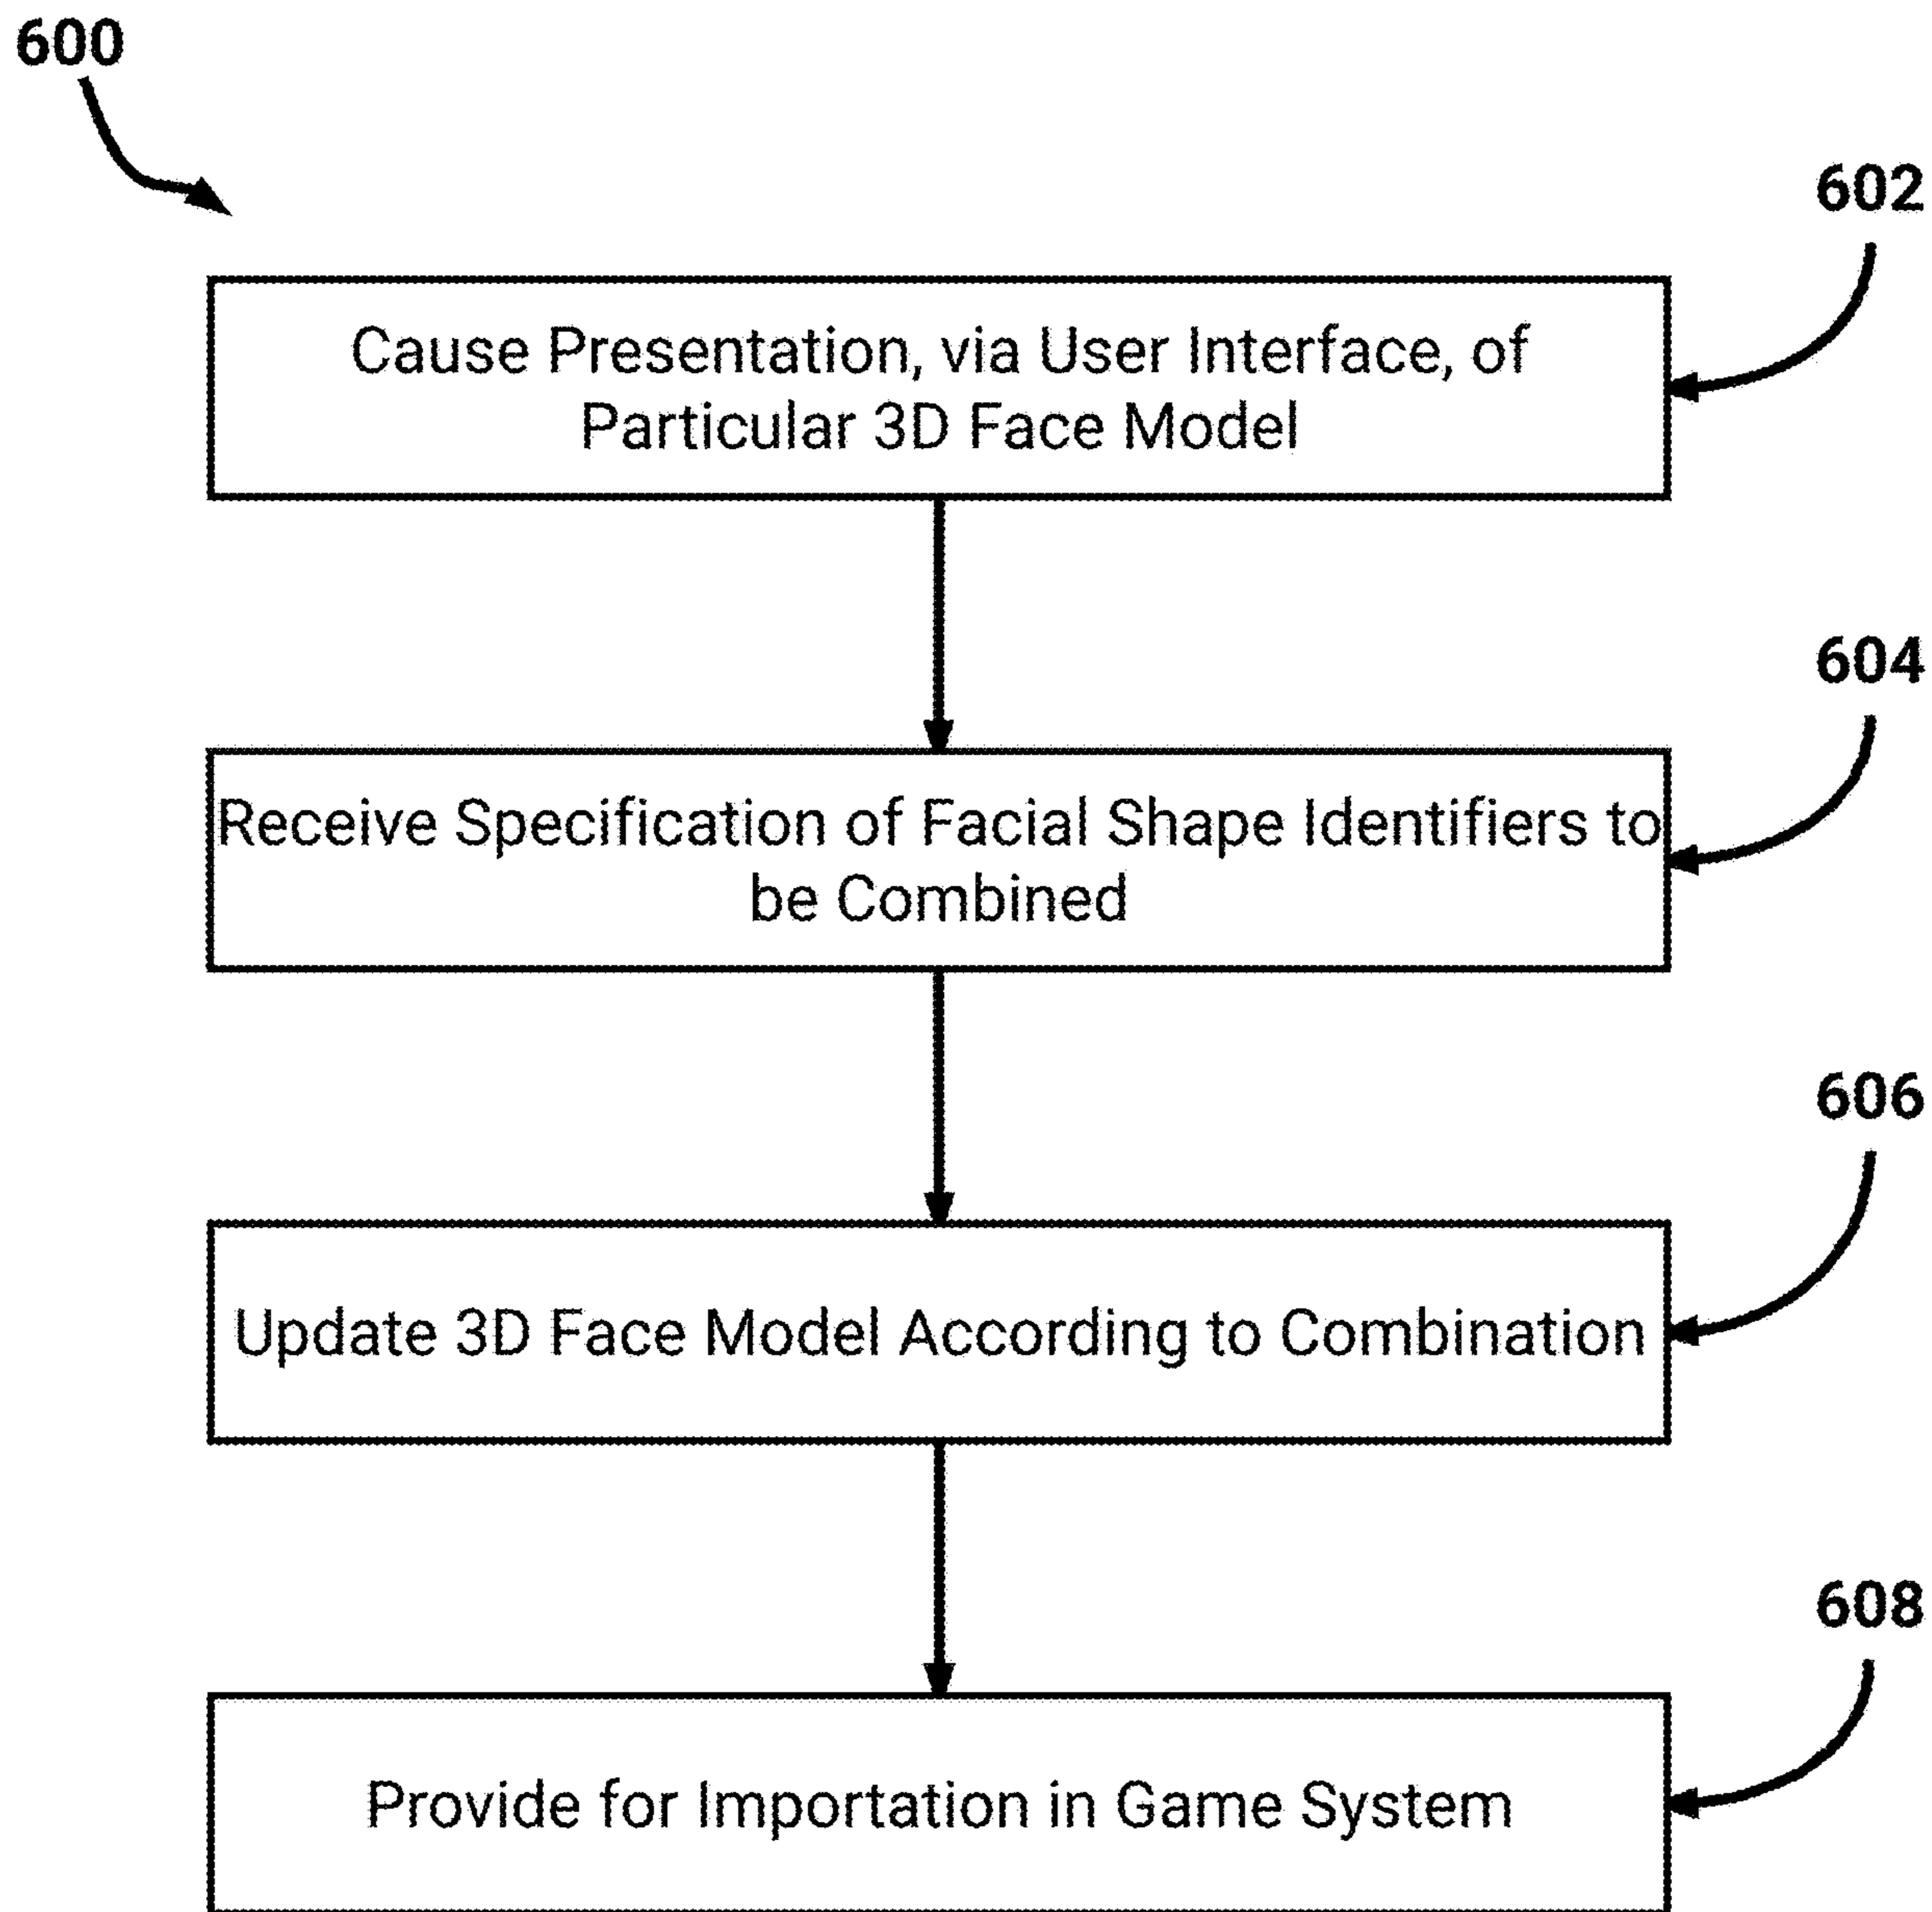 600
602
Cause Presentation, via User Interface, of
Particular 3D Face Model
604
Receive Specification of Facial Shape Identifiers to
be Combined
606
Update 3D Face Model According to Combination
608
Provide for Importation in Game System